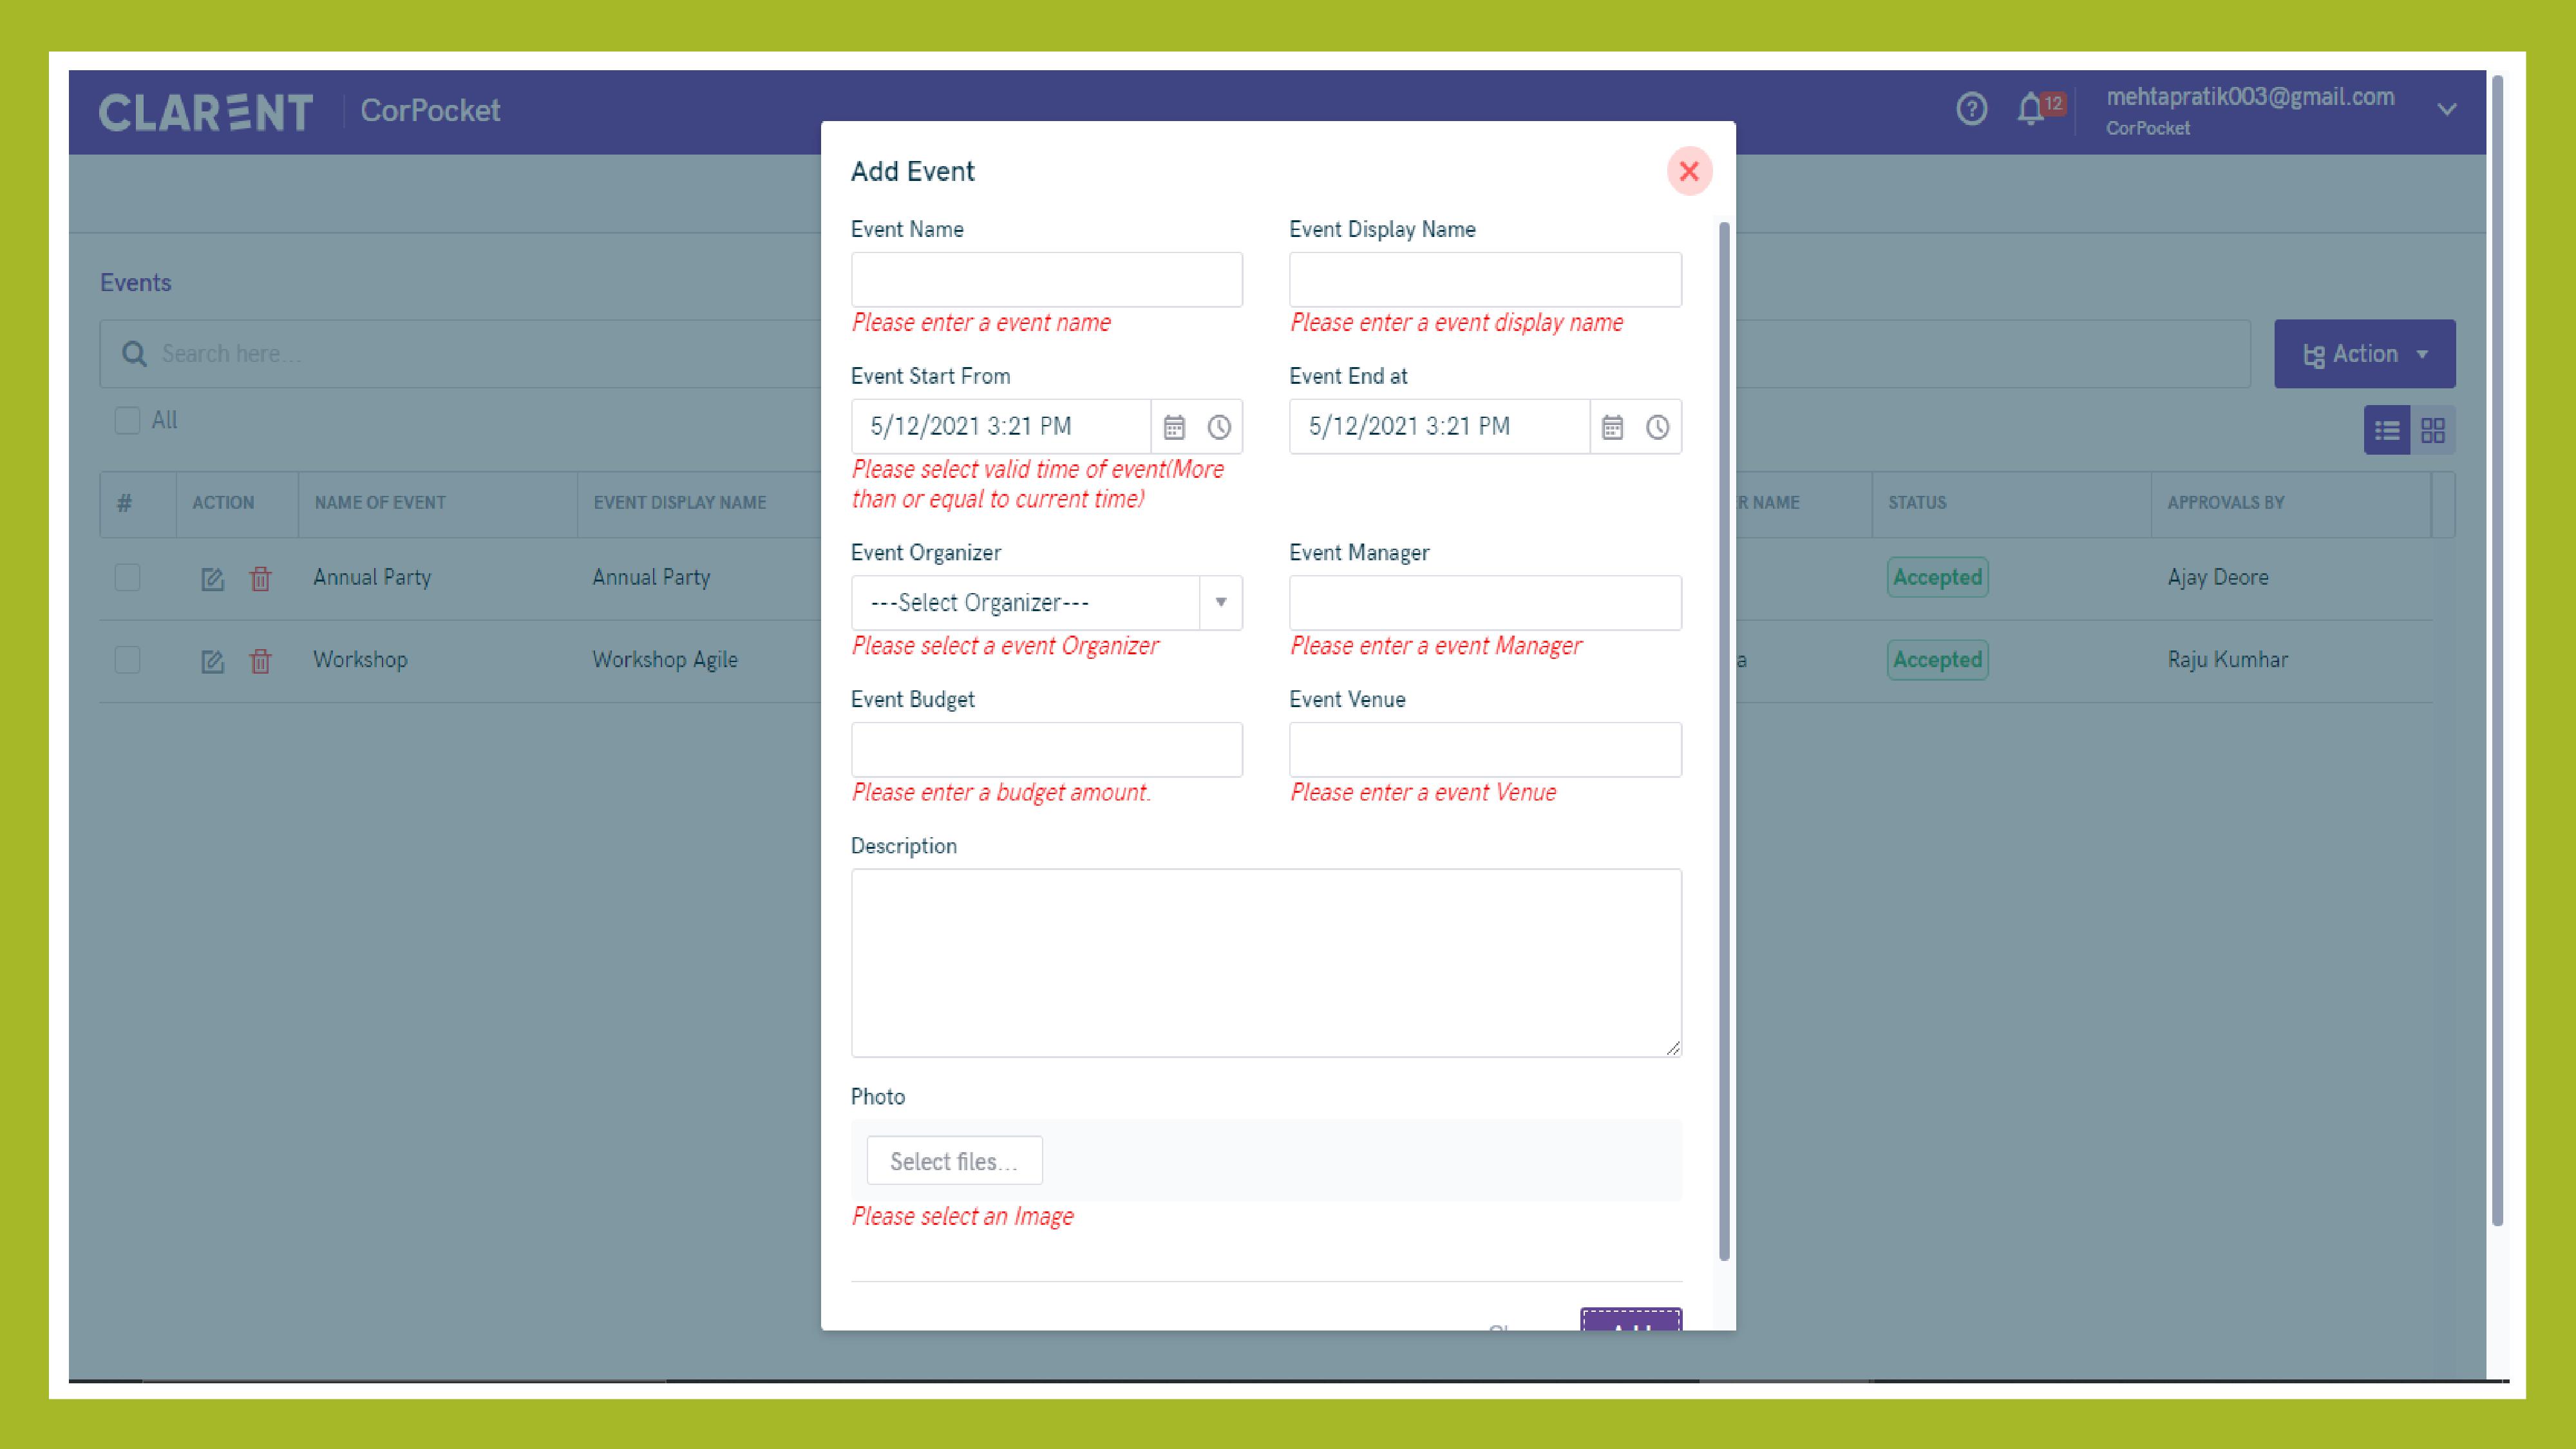 CLARENT CorPocket
12
mehtapratik003@gmail.com
CorPocket
Events
Search here...
Action
All
# ACTION NAME OF EVENT EVENT DISPLAY NAME NAME STATUS APPROVALS BY
Annual Party Annual Party Accepted Ajay Deore
Workshop Workshop Agile Accepted Raju Kumhar
Add Event
Event Name Event Display Name
Please enter a event name Please enter a event display name
Event Start From Event End at
5/12/2021 3:21 PM 5/12/2021 3:21 PM
Please select valid time of event(More
than or equal to current time)
Event Organizer Event Manager
---Select Organizer---
Please select a event Organizer Please enter a event Manager
Event Budget Event Venue
Please enter a budget amount. Please enter a event Venue
Description
Photo
Select files...
Please select an Image